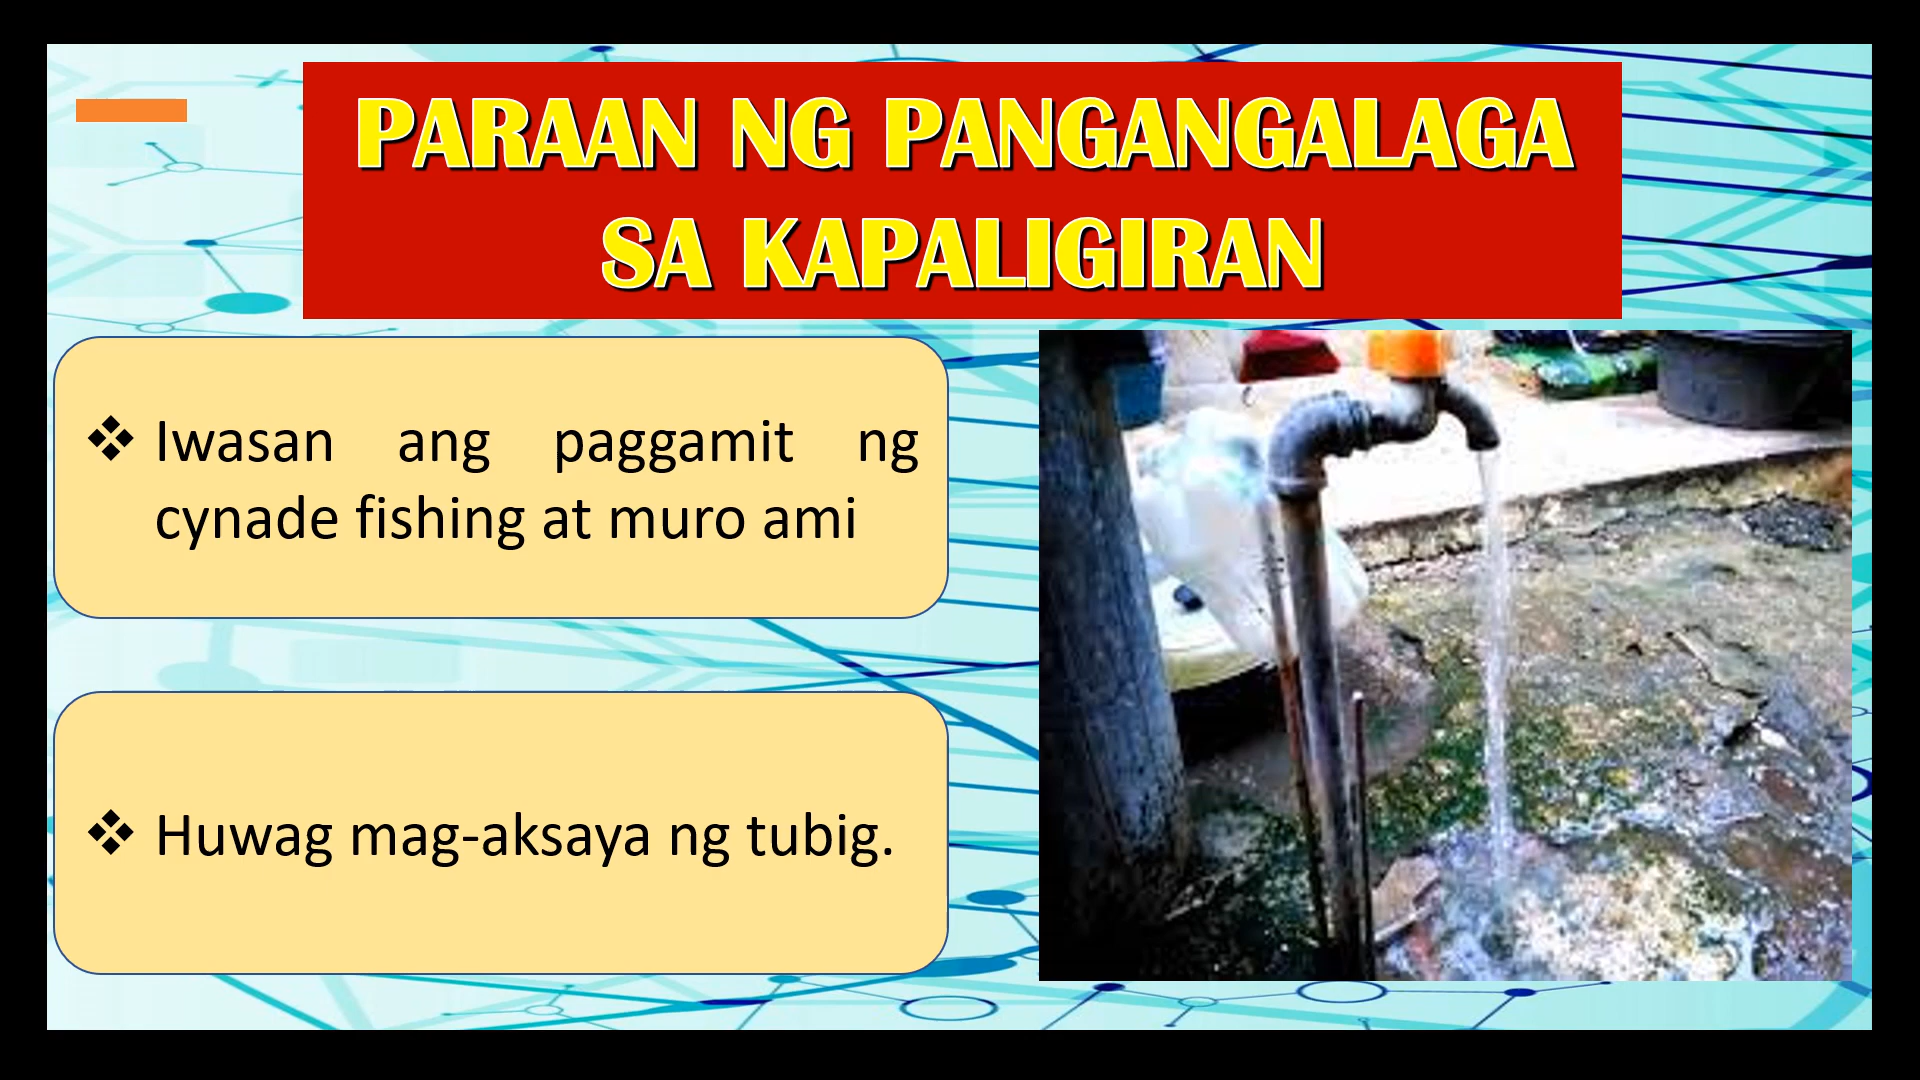 PARAAN NG PANGANGALAGA
SA KAPALIGIRAN
❖ Iwasan ang paggamit ng
cynade fishing at muro ami
❖ Huwag mag-aksaya ng tubig.